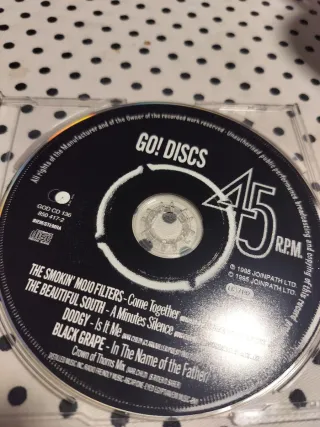 All rights of the Manufacturer and of the Owner of the recorded work reserved. Unauthorised public performance broadcasting and copying of this record
GO! DISCS
45
R.P.M.
GOD CD 136
850 417-2
BIEM/STEMRA
℗ 1995 JOINPATH LTD.
© 1995 JOINPATH LTD.
THE SMOKIN' MOJO FILTERS - Come Together
THE BEAUTIFUL SOUTH - A Minutes Silence
DODGY - Is It Me
BLACK GRAPE - In The Name of the Father
Crown of Thorns Mix